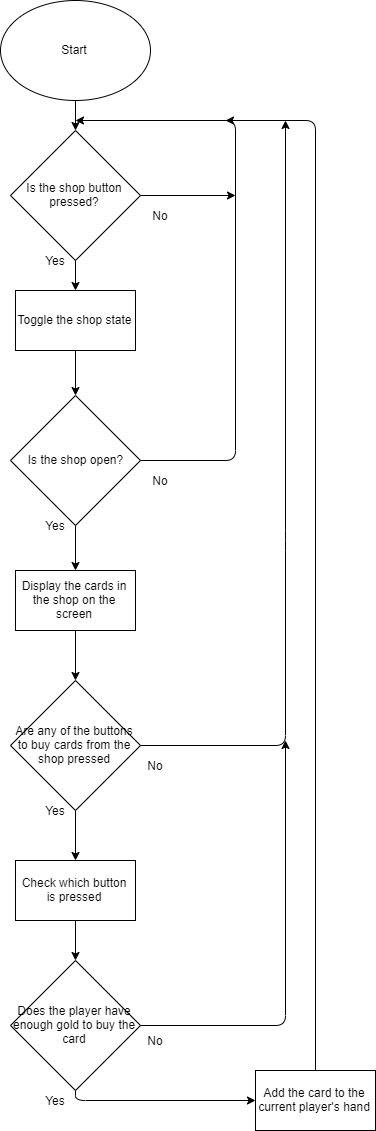 Start
Is the shop button
pressed?
No
Yes
Toggle the shop state
Is the shop open?
No
Yes
Display the cards in
the shop on the
screen
Are any of the buttons
to buy cards from the
shop pressed
No
Yes
Check which button
is pressed
Does the player have
enough gold to buy the
card
No
Yes
Add the card to the
current player's hand